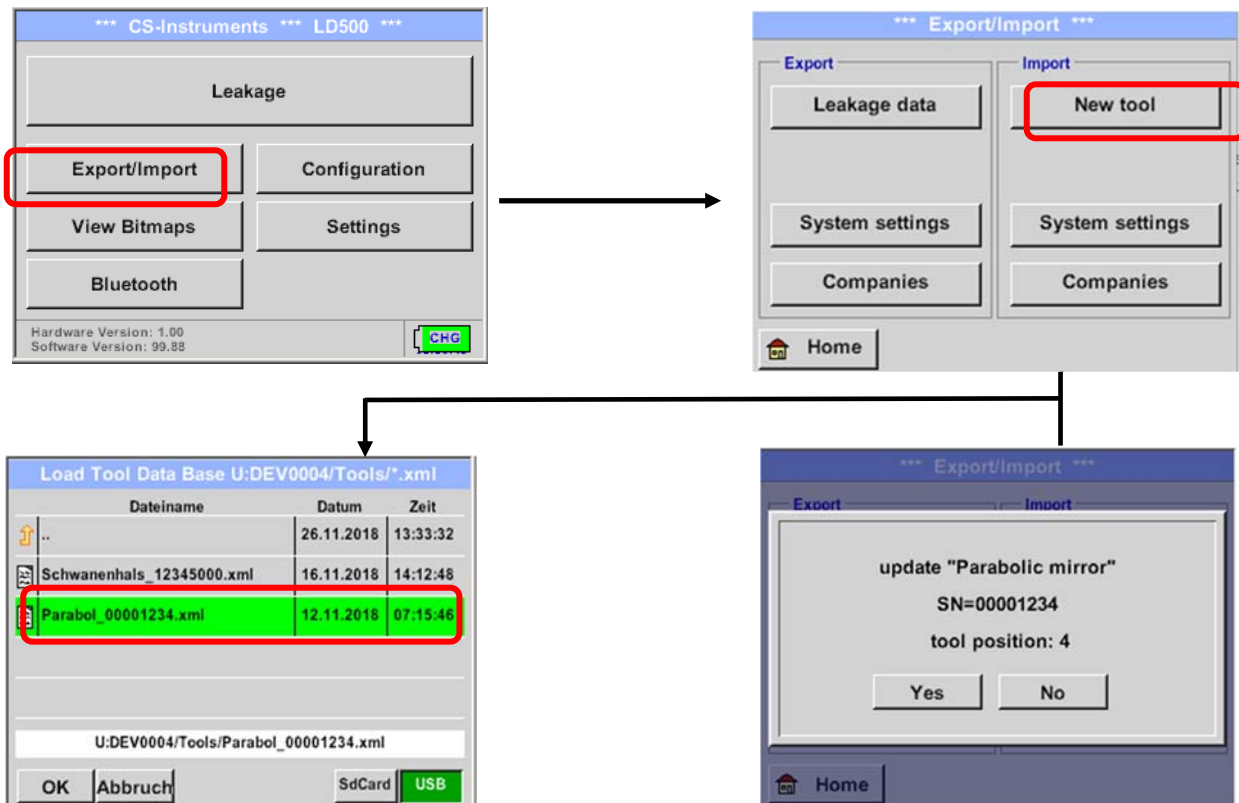 *** CS-Instruments *** LD500 ***
Leakage
Export/Import
Configuration
View Bitmaps
Settings
Bluetooth
Hardware Version: 1.00
Software Version: 99.88
CHG
*** Export/Import ***
Export
Import
Leakage data
New tool
System settings
System settings
Companies
Companies
Home
Load Tool Data Base U:DEV0004/Tools/*.xml
Dateiname Datum Zeit
.. 26.11.2018 13:33:32
Schwanenhals_12345000.xml 16.11.2018 14:12:48
Parabol_00001234.xml 12.11.2018 07:15:46
U:DEV0004/Tools/Parabol_00001234.xml
OK Abbruch SdCard USB
*** Export/Import ***
Export Import
update "Parabolic mirror"
SN=00001234
tool position: 4
Yes No
Home